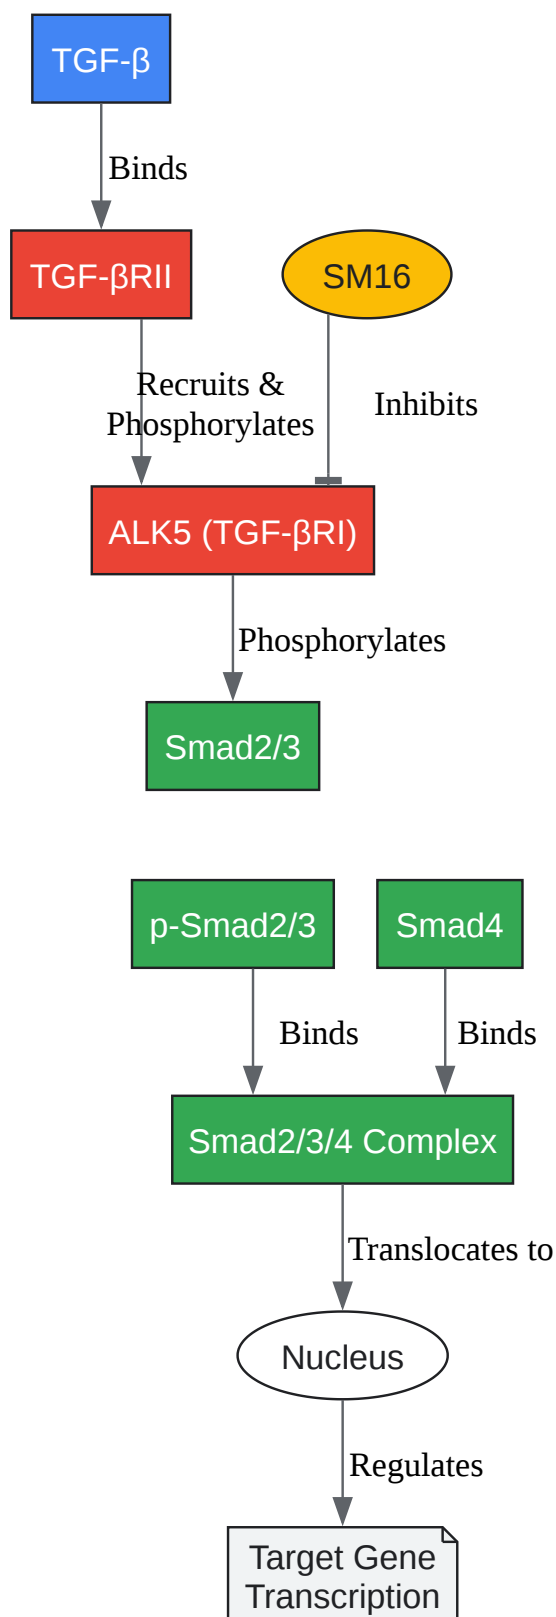 TGF-β
Binds
TGF-βRII
SM16
Recruits &
Phosphorylates
Inhibits
ALK5 (TGF-βRI)
Phosphorylates
Smad2/3
p-Smad2/3
Smad4
Binds
Binds
Smad2/3/4 Complex
Translocates to
Nucleus
Regulates
Target Gene
Transcription